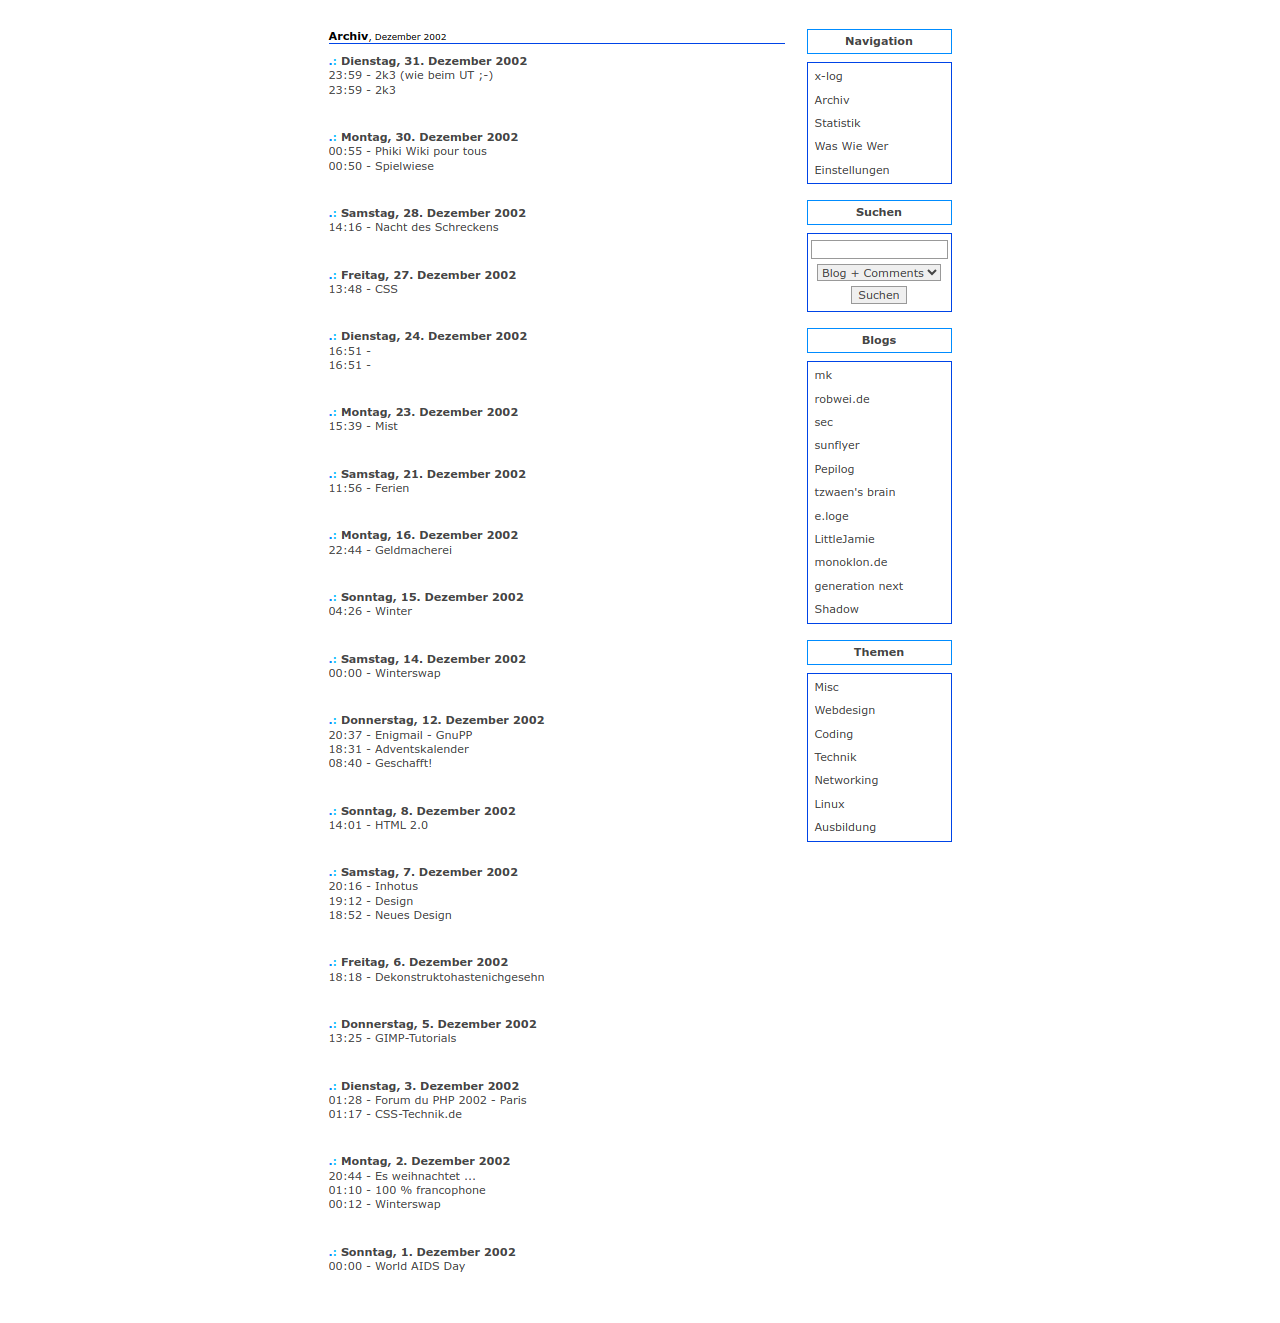 Archiv, Dezember 2002
.: Dienstag, 31. Dezember 2002
23:59 - 2k3 (wie beim UT ;-)
23:59 - 2k3
.: Montag, 30. Dezember 2002
00:55 - Phiki Wiki pour tous
00:50 - Spielwiese
.: Samstag, 28. Dezember 2002
14:16 - Nacht des Schreckens
.: Freitag, 27. Dezember 2002
13:48 - CSS
.: Dienstag, 24. Dezember 2002
16:51 -
16:51 -
.: Montag, 23. Dezember 2002
15:39 - Mist
.: Samstag, 21. Dezember 2002
11:56 - Ferien
.: Montag, 16. Dezember 2002
22:44 - Geldmacherei
.: Sonntag, 15. Dezember 2002
04:26 - Winter
.: Samstag, 14. Dezember 2002
00:00 - Winterswap
.: Donnerstag, 12. Dezember 2002
20:37 - Enigmail - GnuPP
18:31 - Adventskalender
08:40 - Geschafft!
.: Sonntag, 8. Dezember 2002
14:01 - HTML 2.0
.: Samstag, 7. Dezember 2002
20:16 - Inhotus
19:12 - Design
18:52 - Neues Design
.: Freitag, 6. Dezember 2002
18:18 - Dekonstruktohastenichgesehn
.: Donnerstag, 5. Dezember 2002
13:25 - GIMP-Tutorials
.: Dienstag, 3. Dezember 2002
01:28 - Forum du PHP 2002 - Paris
01:17 - CSS-Technik.de
.: Montag, 2. Dezember 2002
20:44 - Es weihnachtet ...
01:10 - 100 % francophone
00:12 - Winterswap
.: Sonntag, 1. Dezember 2002
00:00 - World AIDS Day
Navigation
x-log
Archiv
Statistik
Was Wie Wer
Einstellungen
Suchen
Blog + Comments
Suchen
Blogs
mk
robwei.de
sec
sunflyer
Pepilog
tzwaen's brain
e.loge
LittleJamie
monoklon.de
generation next
Shadow
Themen
Misc
Webdesign
Coding
Technik
Networking
Linux
Ausbildung